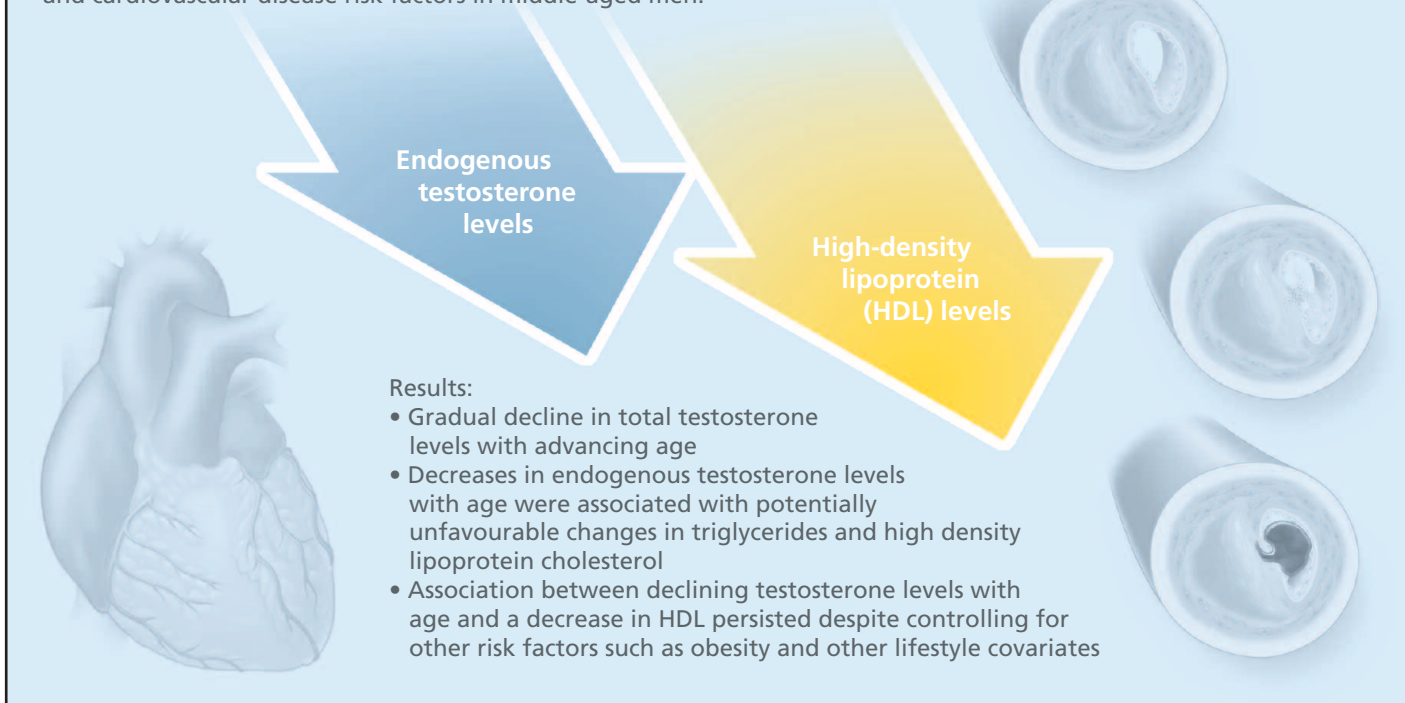 and cardiovascular disease risk factors in middle-aged men.
Endogenous
testosterone
levels
High-density
lipoprotein
(HDL) levels
Results:
• Gradual decline in total testosterone
levels with advancing age
• Decreases in endogenous testosterone levels
with age were associated with potentially
unfavourable changes in triglycerides and high density
lipoprotein cholesterol
• Association between declining testosterone levels with
age and a decrease in HDL persisted despite controlling for
other risk factors such as obesity and other lifestyle covariates